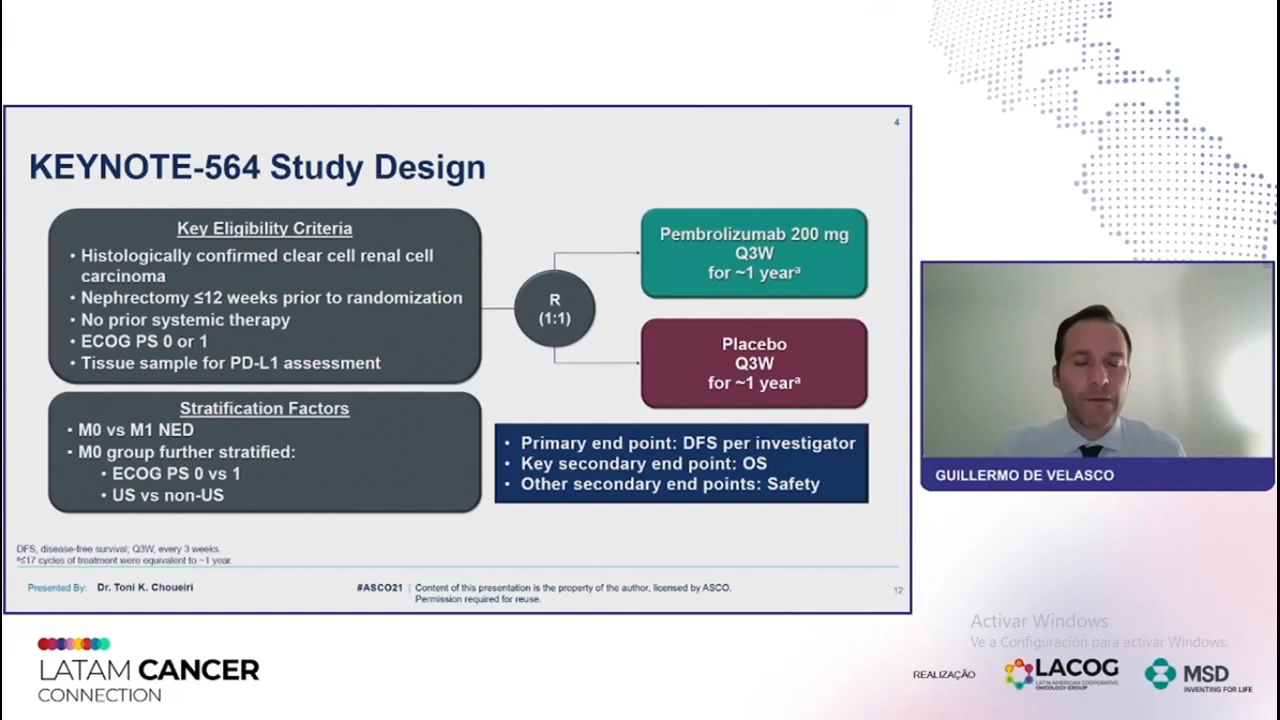 4
KEYNOTE-564 Study Design
Key Eligibility Criteria
• Histologically confirmed clear cell renal cell
carcinoma
• Nephrectomy ≤12 weeks prior to randomization
• No prior systemic therapy
• ECOG PS 0 or 1
• Tissue sample for PD-L1 assessment
Stratification Factors
• M0 vs M1 NED
• M0 group further stratified:
• ECOG PS 0 vs 1
• US vs non-US
R
(1:1)
Pembrolizumab 200 mg
Q3W
for ~1 yearª
Placebo
Q3W
for ~1 yearª
• Primary end point: DFS per investigator
• Key secondary end point: OS
• Other secondary end points: Safety
DFS, disease-free survival; Q3W, every 3 weeks.
ª≤17 cycles of treatment were equivalent to ~1 year.
Presented By: Dr. Toni K. Choueiri
#ASCO21 | Content of this presentation is the property of the author, licensed by ASCO.
Permission required for reuse.
12
GUILLERMO DE VELASCO
Activar Windows
Ve a Configuración para activar Windows.
LATAM CANCER
CONNECTION
REALIZAÇÃO
LACOG
LATIN AMERICAN COOPERATIVE
ONCOLOGY GROUP
MSD
INVENTING FOR LIFE